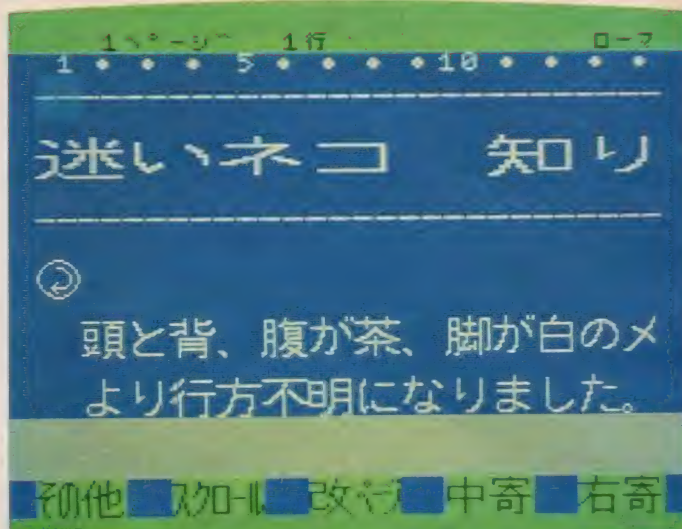 1ページ 1行 ローマ
1 • • • 5 • • • • 10 • • • • •
迷いネコ 知り
頭と背、腹が茶、脚が白のメ
より行方不明になりました。
その他 スクロール 改ページ 中寄 右寄